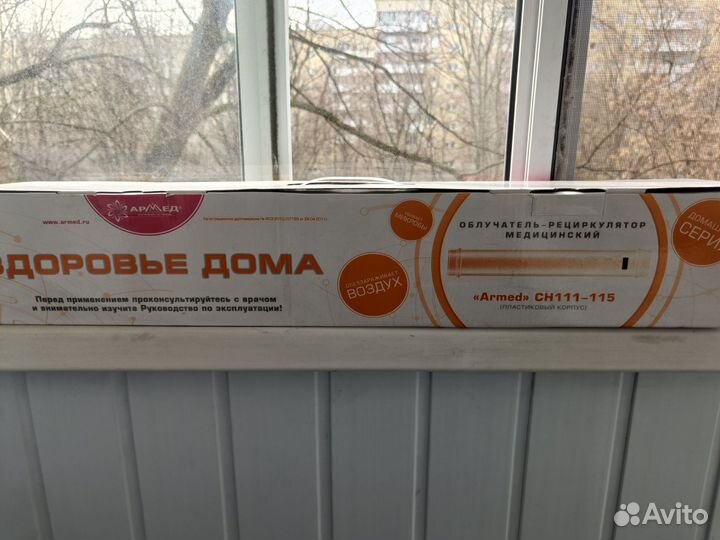 АРМЕД®
www.armed.ru
ЗДОРОВЬЕ ДОМА
Перед применением проконсультируйтесь с врачом
и внимательно изучите Руководство по эксплуатации!
МИКРОБЫ
ОБЕЗЗАРАЖИВАЕТ
ВОЗДУХ
ОБЛУЧАТЕЛЬ-РЕЦИРКУЛЯТОР
МЕДИЦИНСКИЙ
«Armed» СН111-115
(ПЛАСТИКОВЫЙ КОРПУС)
ДОМАШ
СЕРИ
Avito